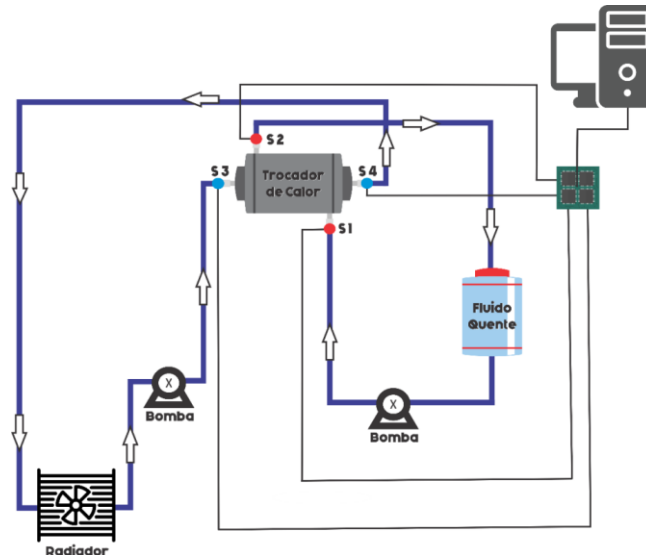 S2
S3
Trocador
de Calor
S4
S1
Fluido
Quente
X
Bomba
X
Bomba
Radiador